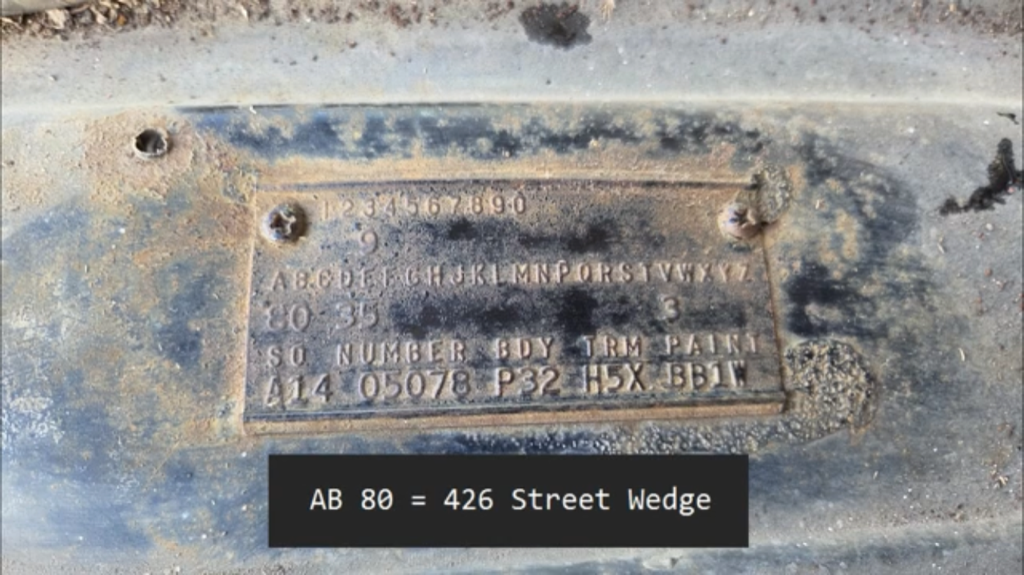 1234567890
9
ABCDEFGHJKLMNPQRSTVWXYZ
80 35 3
SO NUMBER BDY TRM PAINT
A14 05078 P32 H5X BB1W
AB 80 = 426 Street Wedge